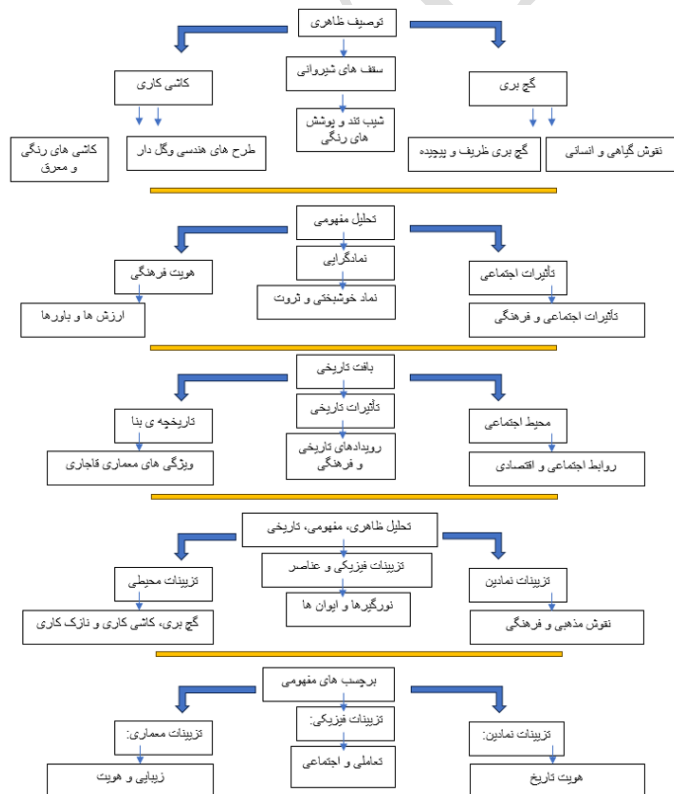 توصیف ظاهری
گچ بری
سقف های شیروانی
کاشی کاری
نقوش گیاهی و انسانی
گچ بری ظریف و پیچیده
شیب تند و پوشش
های رنگی
طرح های هندسی وگل دار
کاشی های رنگی
و معرق
تحلیل مفهومی
تأثیرات اجتماعی
نمادگرایی
هویت فرهنگی
تأثیرات اجتماعی و فرهنگی
نماد خوشبختی و ثروت
ارزش ها و باورها
بافت تاریخی
محیط اجتماعی
تأثیرات تاریخی
تاریخچه ی بنا
روابط اجتماعی و اقتصادی
رویدادهای تاریخی
و فرهنگی
ویژگی های معماری قاجاری
تحلیل ظاهری، مفهومی، تاریخی
تزیینات نمادین
تزیینات فیزیکی و عناصر
تزیینات محیطی
نقوش مذهبی و فرهنگی
نورگیرها و ایوان ها
گچ بری، کاشی کاری و نازک کاری
برچسب های مفهومی
تزیینات نمادین:
تزیینات فیزیکی:
تزیینات معماری:
هویت تاریخ
تعاملی و اجتماعی
زیبایی و هویت